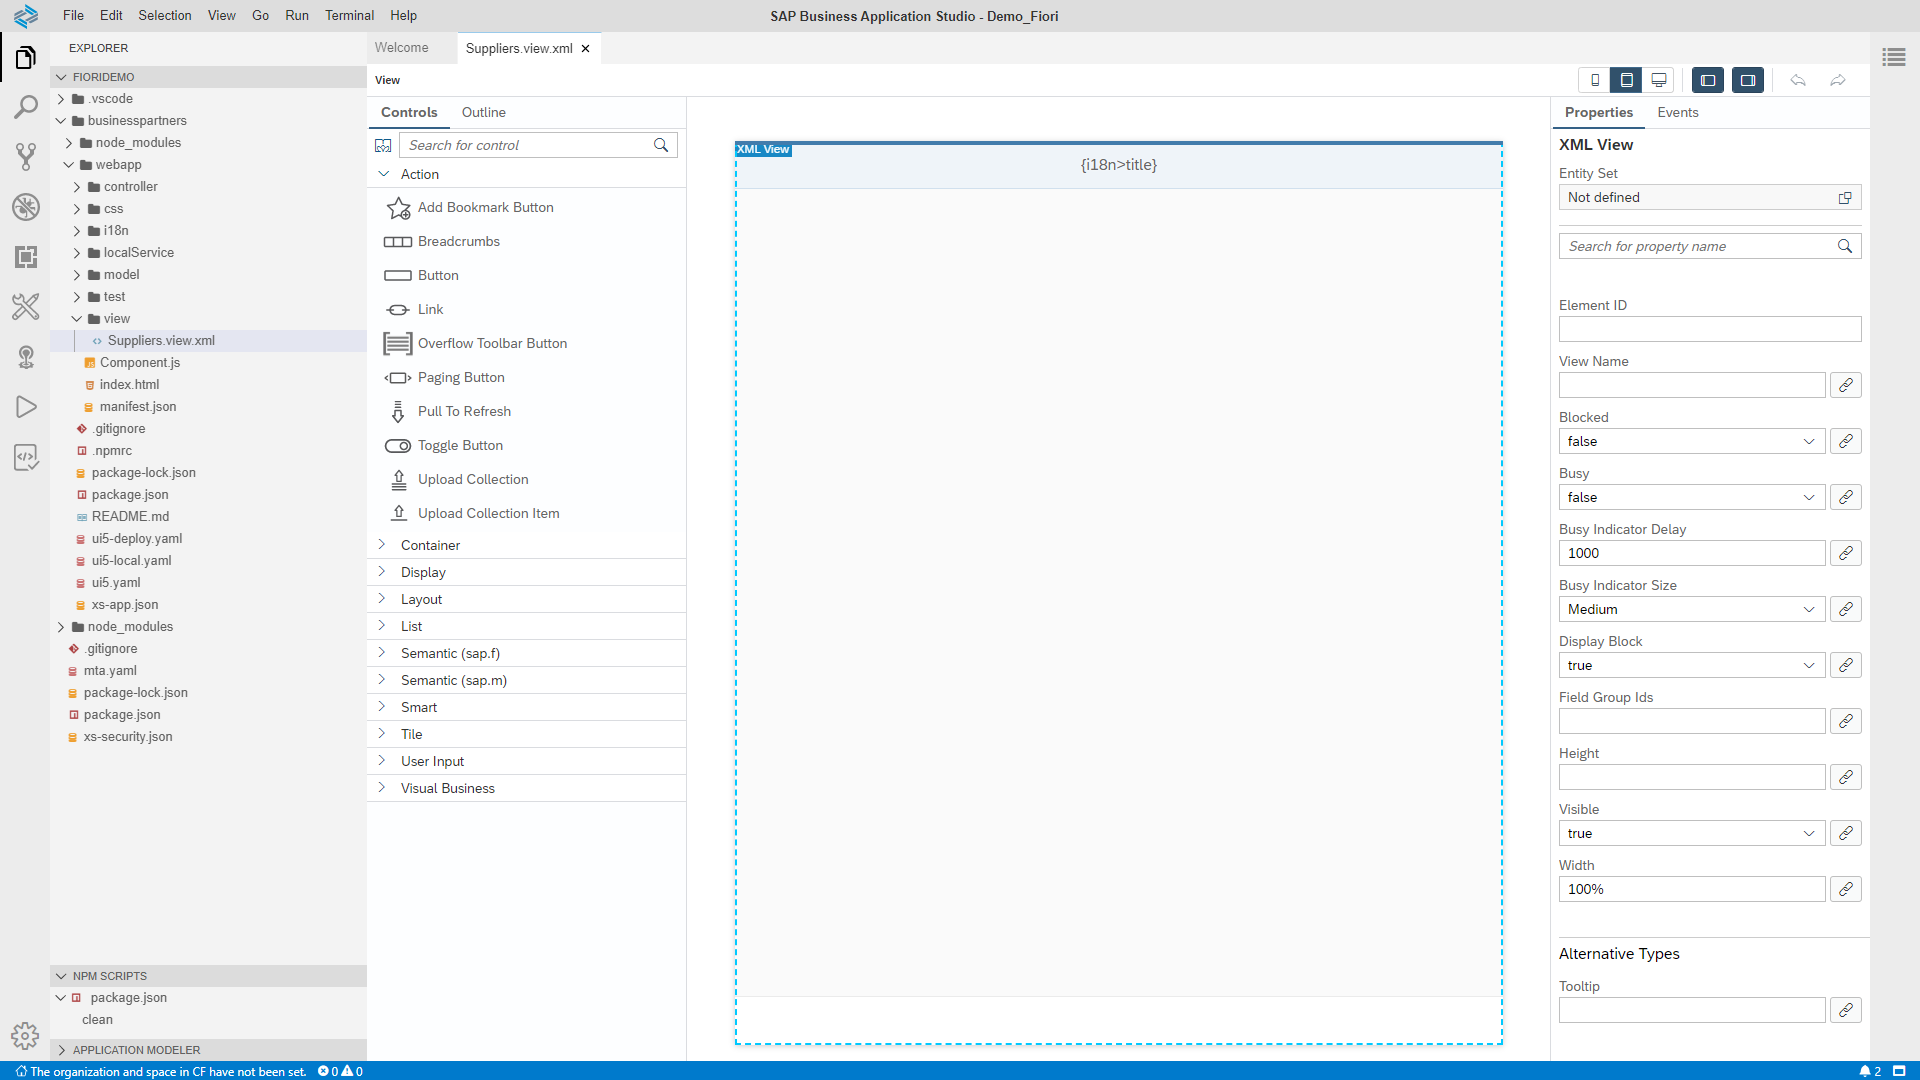 File Edit Selection View Go Run Terminal Help
SAP Business Application Studio - Demo_Fiori
EXPLORER
FIORIDEMO
.vscode
businesspartners
node_modules
webapp
controller
css
i18n
localService
model
test
view
Suppliers.view.xml
Component.js
index.html
manifest.json
.gitignore
.npmrc
package-lock.json
package.json
README.md
ui5-deploy.yaml
ui5-local.yaml
ui5.yaml
xs-app.json
node_modules
.gitignore
mta.yaml
package-lock.json
package.json
xs-security.json
NPM SCRIPTS
package.json
clean
APPLICATION MODELER
Welcome
Suppliers.view.xml
View
Controls Outline
Search for control
Action
Add Bookmark Button
Breadcrumbs
Button
Link
Overflow Toolbar Button
Paging Button
Pull To Refresh
Toggle Button
Upload Collection
Upload Collection Item
Container
Display
Layout
List
Semantic (sap.f)
Semantic (sap.m)
Smart
Tile
User Input
Visual Business
XML View
{i18n>title}
Properties Events
XML View
Entity Set
Not defined
Search for property name
Element ID
View Name
Blocked
false
Busy
false
Busy Indicator Delay
1000
Busy Indicator Size
Medium
Display Block
true
Field Group Ids
Height
Visible
true
Width
100%
Alternative Types
Tooltip
The organization and space in CF have not been set. 0 0
2